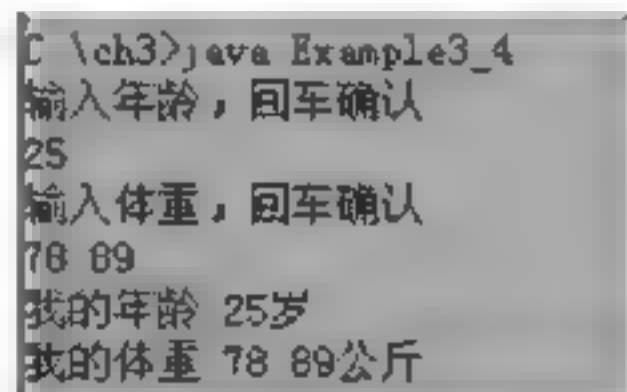 C \ch3>java Example3_4
输入年龄，回车确认
25
输入体重，回车确认
78 89
我的年龄 25岁
我的体重 78 89公斤